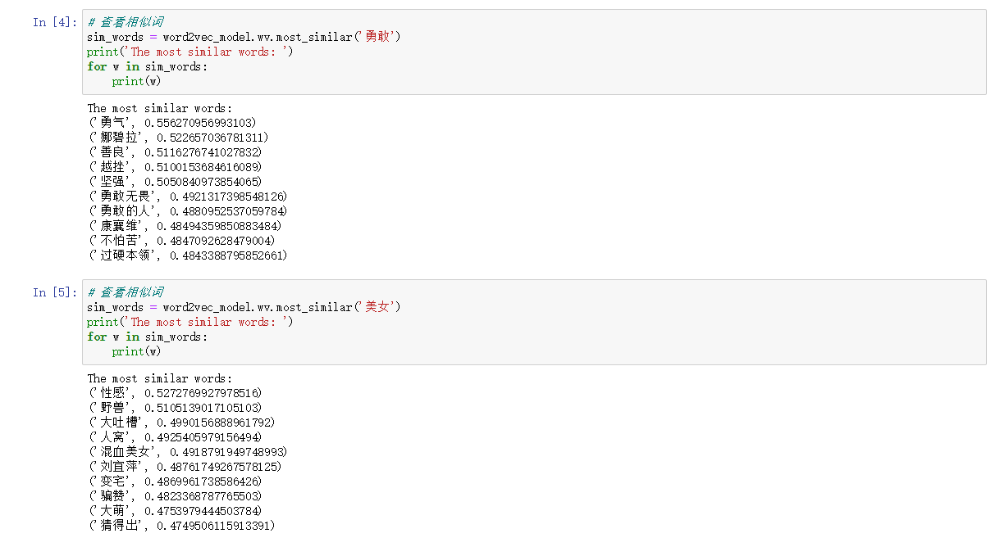 In [4]:
# 查看相似词
sim_words = word2vec_model.wv.most_similar('勇敢')
print('The most similar words: ')
for w in sim_words:
    print(w)
The most similar words:
('勇气', 0.556270956993103)
('娜碧拉', 0.522657036781311)
('善良', 0.5116276741027832)
('越挫', 0.5100153684616089)
('坚强', 0.5050840973854065)
('勇敢无畏', 0.4921317398548126)
('勇敢的人', 0.4880952537059784)
('康襄维', 0.48494359850883484)
('不怕苦', 0.4847092628479004)
('过硬本领', 0.4843388795852661)
In [5]:
# 查看相似词
sim_words = word2vec_model.wv.most_similar('美女')
print('The most similar words: ')
for w in sim_words:
    print(w)
The most similar words:
('性感', 0.5272769927978516)
('野兽', 0.5105139017105103)
('大吐槽', 0.4990156888961792)
('人窝', 0.4925405979156494)
('混血美女', 0.4918791949748993)
('刘宜萍', 0.48761749267578125)
('变宅', 0.4869961738586426)
('骗赞', 0.4823368787765503)
('大萌', 0.4753979444503784)
('猜得出', 0.4749506115913391)